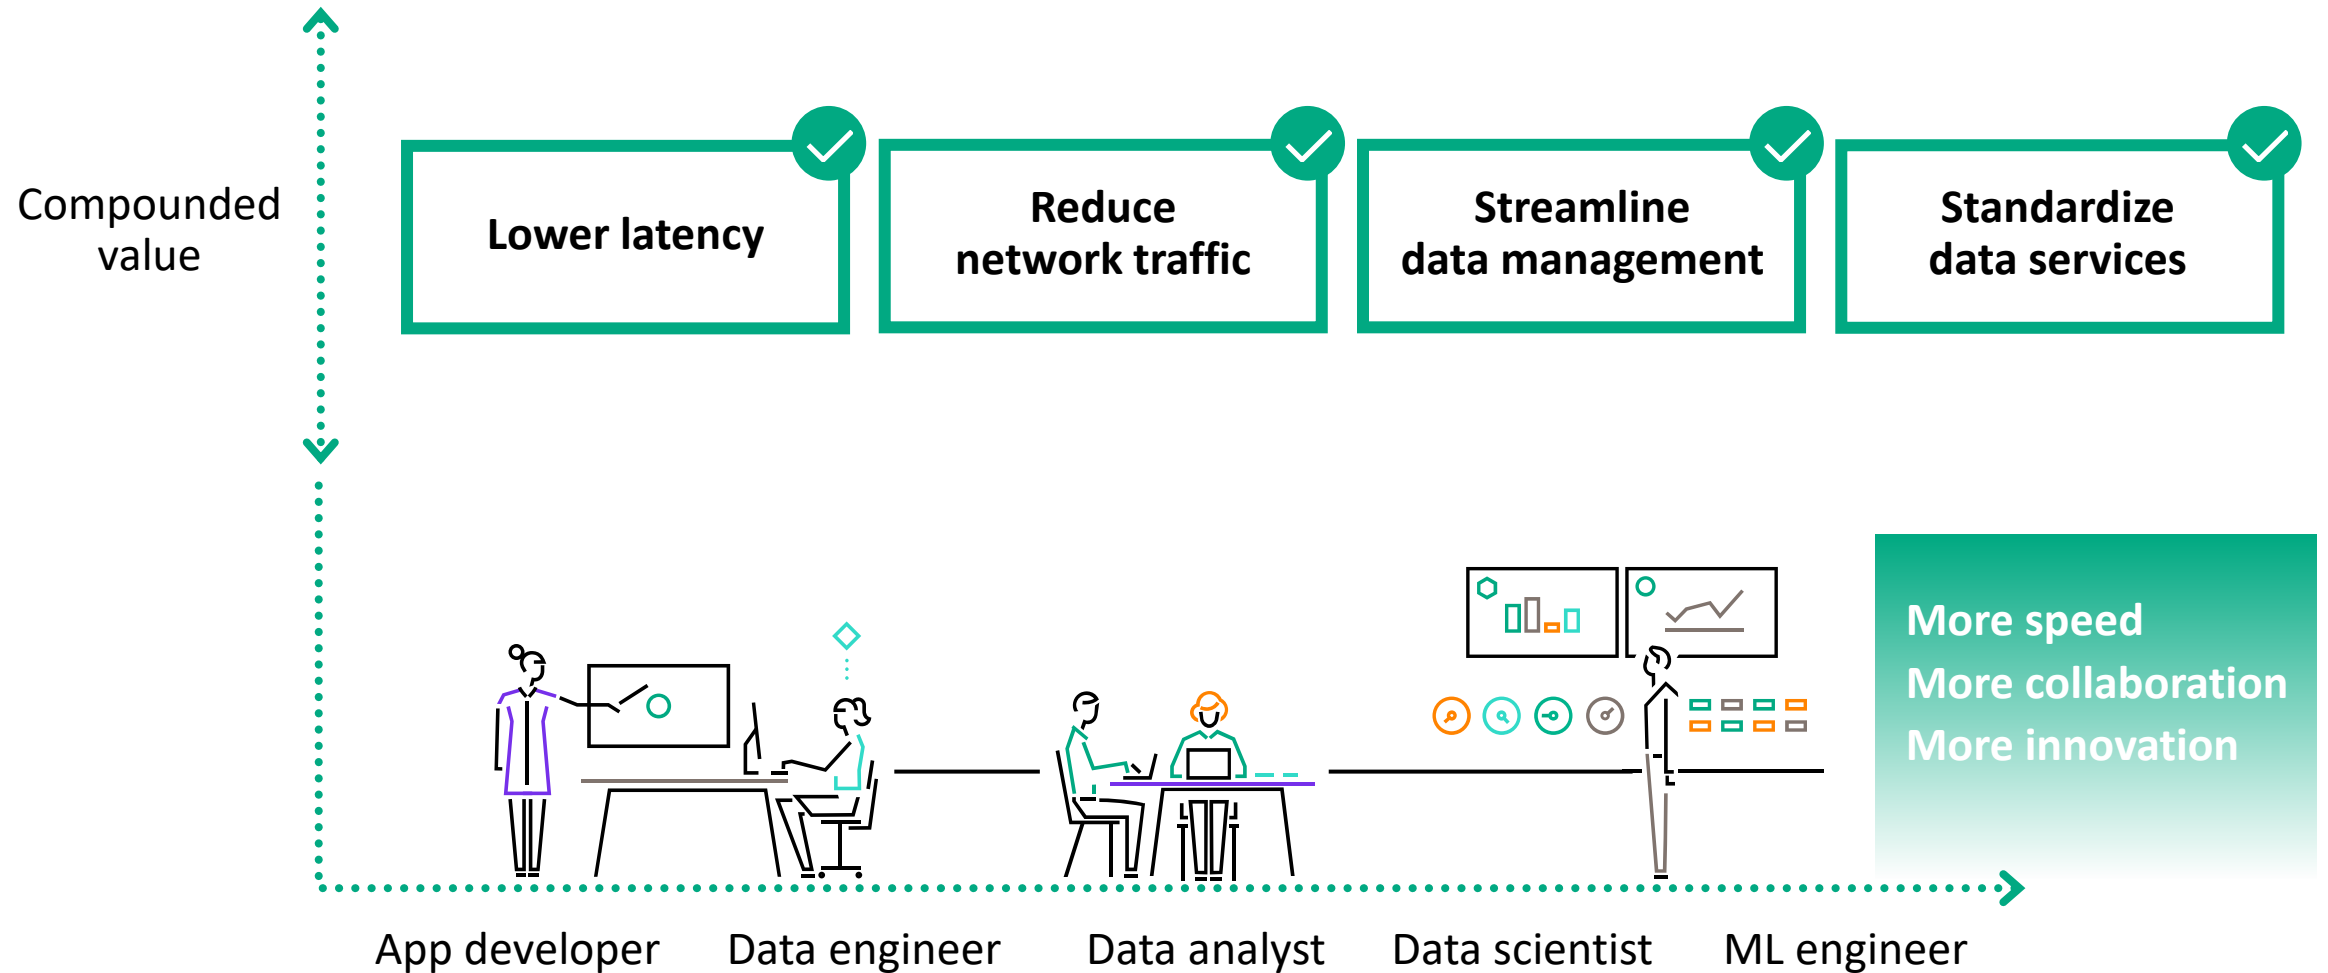 Compounded
value
Lower latency
Reduce
network traffic
Streamline
data management
Standardize
data services
More speed
More collaboration
More innovation
App developer
Data engineer
Data analyst
Data scientist
ML engineer